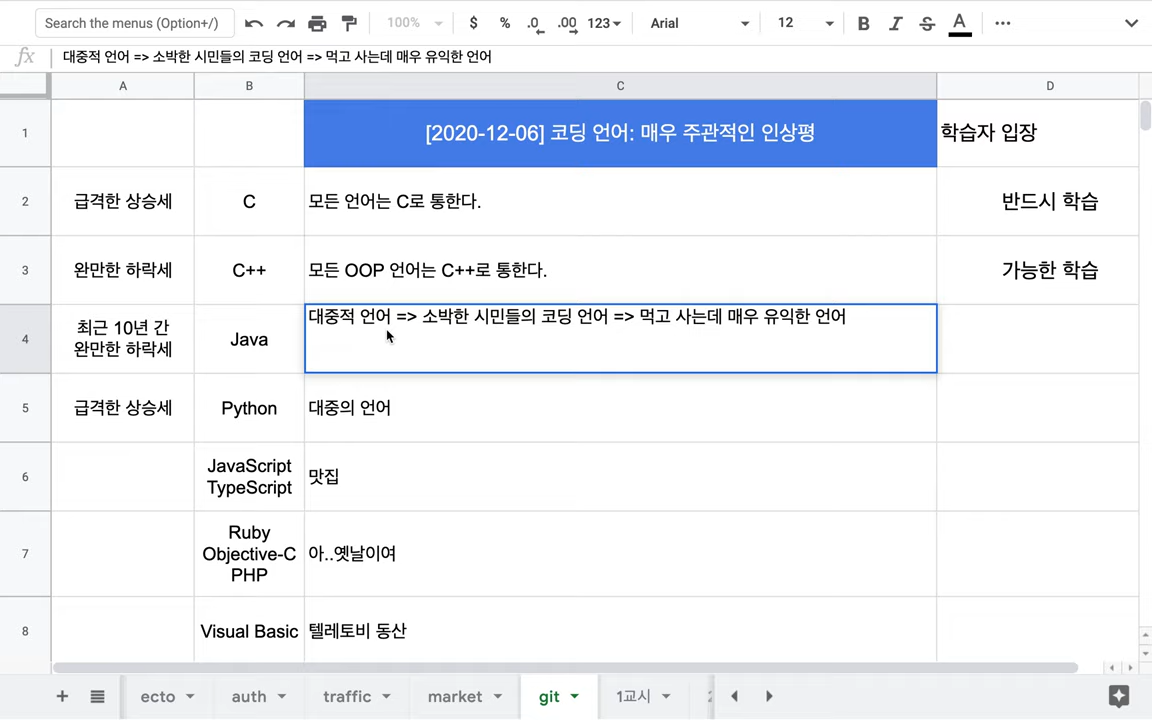 Search the menus (Option+/)
100%
$ % .0 .00 123
Arial
12
B I S A
fx 대중적 언어 => 소박한 시민들의 코딩 언어 => 먹고 사는데 매우 유익한 언어
A B C D
1 [2020-12-06] 코딩 언어: 매우 주관적인 인상평 학습자 입장
2 급격한 상승세 C 모든 언어는 C로 통한다. 반드시 학습
3 완만한 하락세 C++ 모든 OOP 언어는 C++로 통한다. 가능한 학습
대중적 언어 => 소박한 시민들의 코딩 언어 => 먹고 사는데 매우 유익한 언어
최근 10년 간
4 완만한 하락세 Java
5 급격한 상승세 Python 대중의 언어
JavaScript
6 TypeScript 맛집
Ruby
7 Objective-C 아..옛날이여
PHP
8 Visual Basic 텔레토비 동산
ecto auth traffic market git 1교시